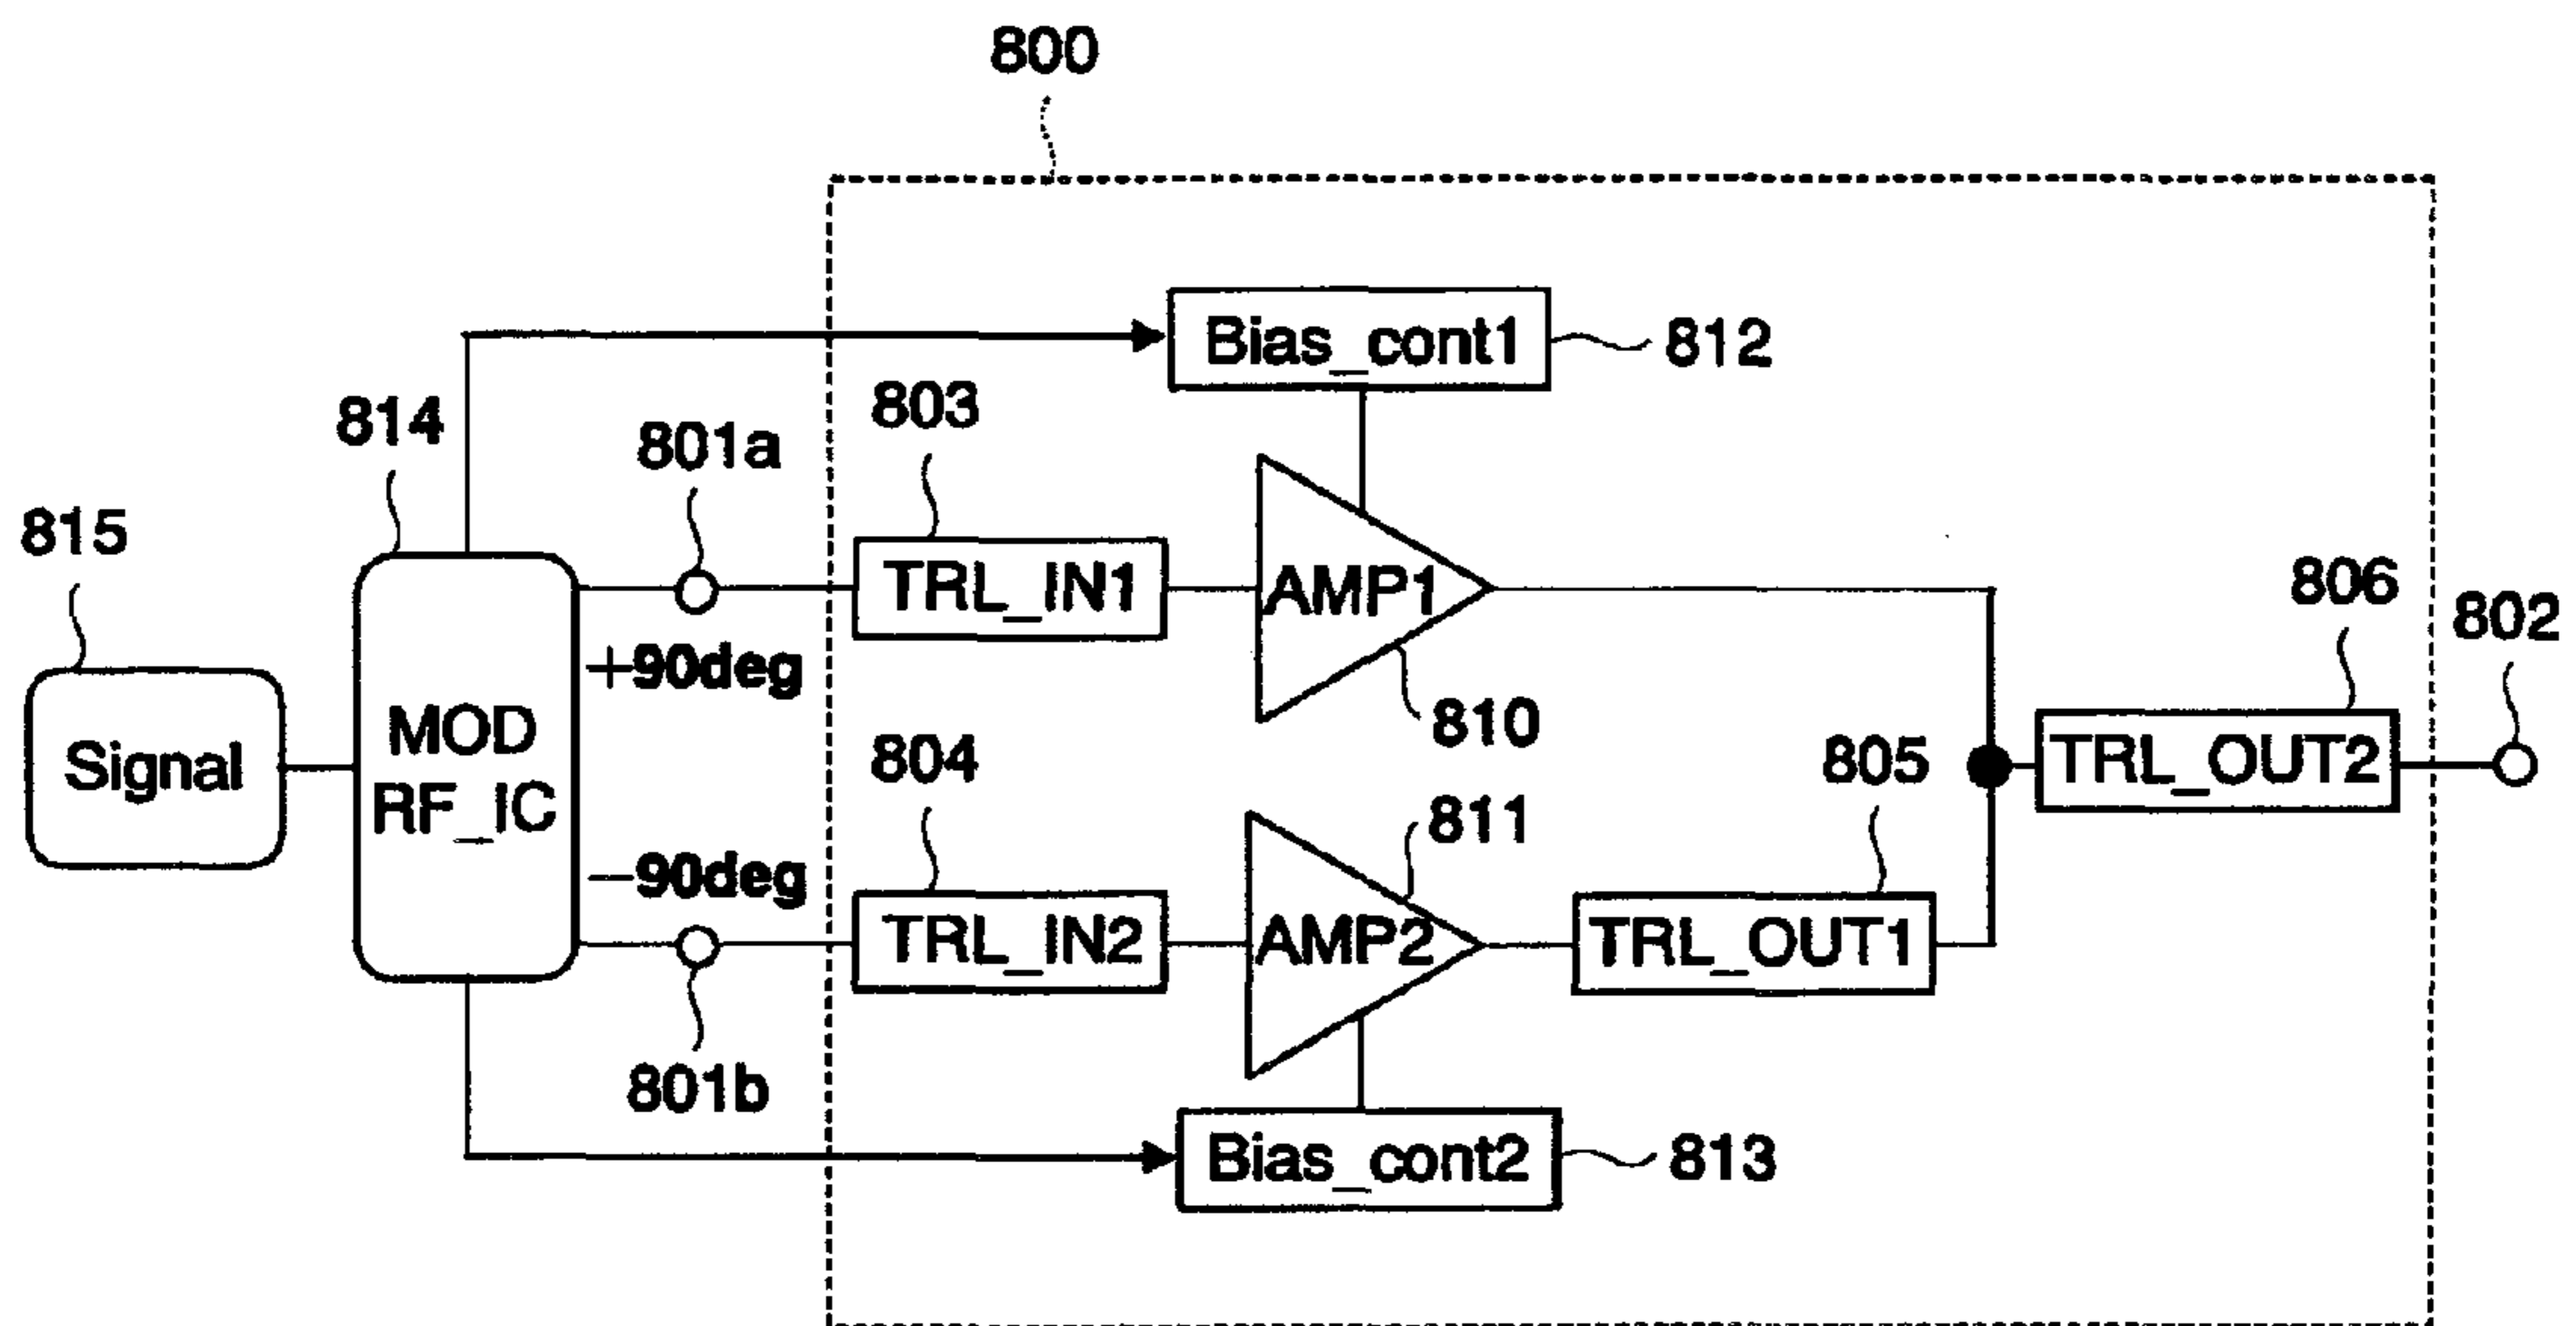 800
Bias_cont1
812
803
814
801a
815
TRL_IN1
AMP1
806
802
+90deg
810
MOD
RF_IC
804
805
TRL_OUT2
Signal
811
−90deg
TRL_IN2
AMP2
TRL_OUT1
801b
Bias_cont2
813